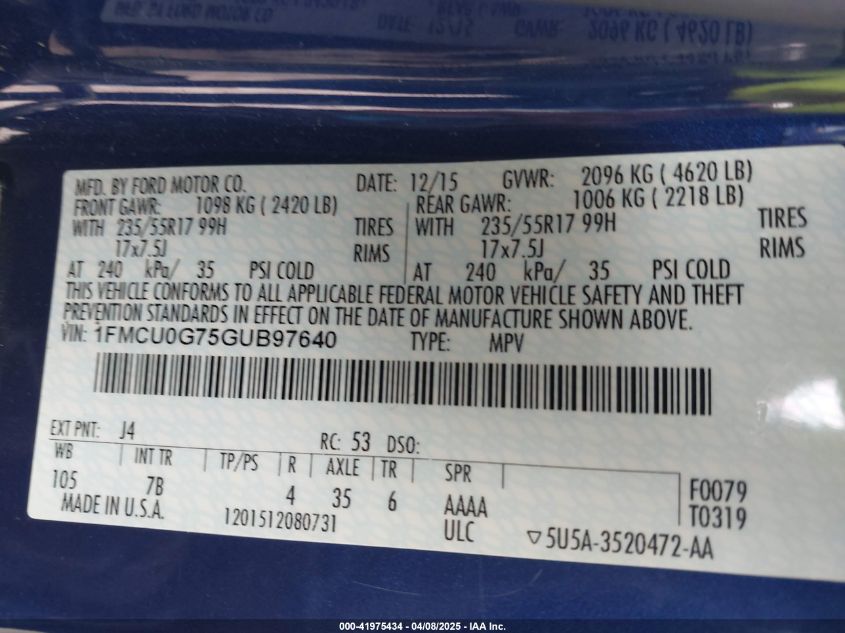 MFD. BY FORD MOTOR CO. DATE: 12/15 GVWR: 2096 KG ( 4620 LB)
FRONT GAWR: 1098 KG ( 2420 LB) REAR GAWR: 1006 KG ( 2218 LB)
WITH 235/55R17 99H TIRES WITH 235/55R17 99H TIRES
17x7.5J RIMS 17x7.5J RIMS
AT 240 kPa/ 35 PSI COLD AT 240 kPa/ 35 PSI COLD
THIS VEHICLE CONFORMS TO ALL APPLICABLE FEDERAL MOTOR VEHICLE SAFETY AND THEFT
PREVENTION STANDARDS IN EFFECT ON THE DATE OF MANUFACTURE SHOWN ABOVE.
VIN: 1FMCU0G75GUB97640 TYPE: MPV
EXT PNT: J4 RC: 53 DSO:
WB INT TR TP/PS R AXLE TR SPR
105 7B 4 35 6 AAAA F0079
MADE IN U.S.A. 1201512080731 ULC T0319
▽5U5A-3520472-AA
000-41975434 - 04/08/2025 - IAA Inc.